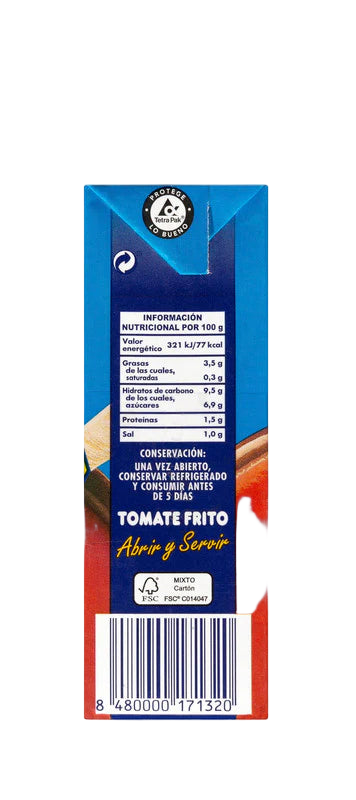 PROTEGE
Tetra Pak®
LO BUENO
INFORMACIÓN
NUTRICIONAL POR 100 g
Valor
energético 321 kJ/77 kcal
Grasas 3,5 g
de las cuales,
saturadas 0,3 g
Hidratos de carbono 9,5 g
de los cuales,
azúcares 6,9 g
Proteínas 1,5 g
Sal 1,0 g
CONSERVACIÓN:
UNA VEZ ABIERTO,
CONSERVAR REFRIGERADO
Y CONSUMIR ANTES
DE 5 DÍAS
TOMATE FRITO
Abrir y Servir
MIXTO
Cartón
FSC FSC® C014047
8 480000 171320